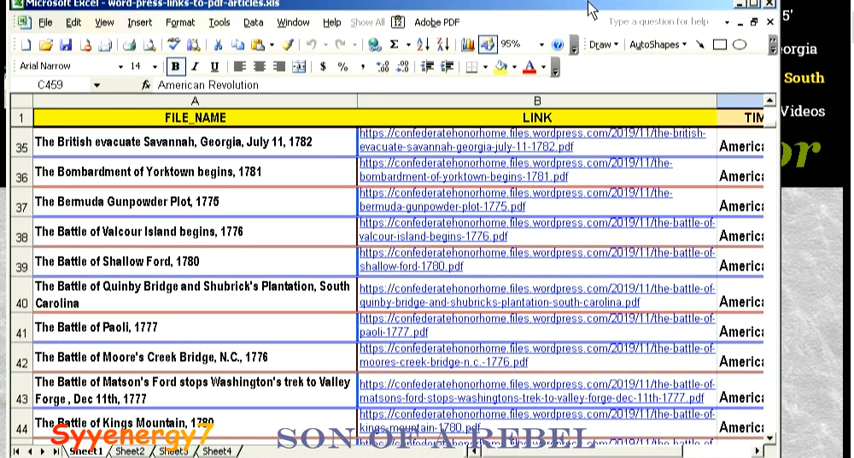 Microsoft Excel - word-press-links-to-pdf-articles.xls
File Edit View Insert Format Tools Data Window Help Show All Adobe PDF Type a question for help
95% Draw AutoShapes
Arial Narrow 14 B I U $ % ,
C459 fx American Revolution
A B
1 FILE_NAME LINK TIM
35 The British evacuate Savannah, Georgia, July 11, 1782 https://confederatehonorhome.files.wordpress.com/2019/11/the-british-
evacuate-savannah-georgia-july-11-1782.pdf America
36 The Bombardment of Yorktown begins, 1781 https://confederatehonorhome.files.wordpress.com/2019/11/the-
bombardment-of-yorktown-begins-1781.pdf America
37 The Bermuda Gunpowder Plot, 1775 https://confederatehonorhome.files.wordpress.com/2019/11/the-
bermuda-gunpowder-plot-1775.pdf America
38 The Battle of Valcour Island begins, 1776 https://confederatehonorhome.files.wordpress.com/2019/11/the-battle-of-
valcour-island-begins-1776.pdf America
39 The Battle of Shallow Ford, 1780 https://confederatehonorhome.files.wordpress.com/2019/11/the-battle-of-
shallow-ford-1780.pdf America
40 The Battle of Quinby Bridge and Shubrick's Plantation, South
Carolina https://confederatehonorhome.files.wordpress.com/2019/11/the-battle-of-
quinby-bridge-and-shubricks-plantation-south-carolina.pdf America
41 The Battle of Paoli, 1777 https://confederatehonorhome.files.wordpress.com/2019/11/the-battle-of-
paoli-1777.pdf America
42 The Battle of Moore's Creek Bridge, N.C., 1776 https://confederatehonorhome.files.wordpress.com/2019/11/the-battle-of-
moores-creek-bridge-n.c.-1776.pdf America
43 The Battle of Matson's Ford stops Washington's trek to Valley
Forge , Dec 11th, 1777 https://confederatehonorhome.files.wordpress.com/2019/11/the-battle-of-
matsons-ford-stops-washingtons-trek-to-valley-forge-dec-11th-1777.pdf America
44 The Battle of Kings Mountain, 1780 https://confederatehonorhome.files.wordpress.com/2019/11/the-battle-of-
kings-mountain-1780.pdf America
Syyenergy7 SON OF A REBEL
Sheet1 Sheet2 Sheet3 Sheet4
5'
orgia
South
Videos
or